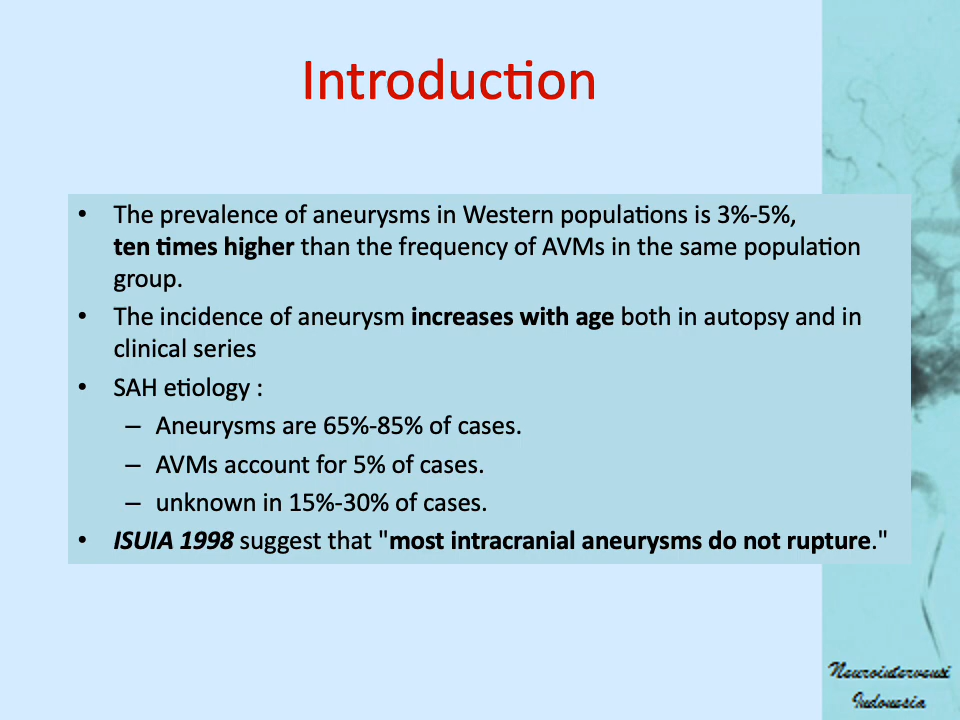 Introduction
• The prevalence of aneurysms in Western populations is 3%-5%,
ten times higher than the frequency of AVMs in the same population
group.
• The incidence of aneurysm increases with age both in autopsy and in
clinical series
• SAH etiology :
– Aneurysms are 65%-85% of cases.
– AVMs account for 5% of cases.
– unknown in 15%-30% of cases.
• ISUIA 1998 suggest that "most intracranial aneurysms do not rupture."
Neurointervensi
Indonesia